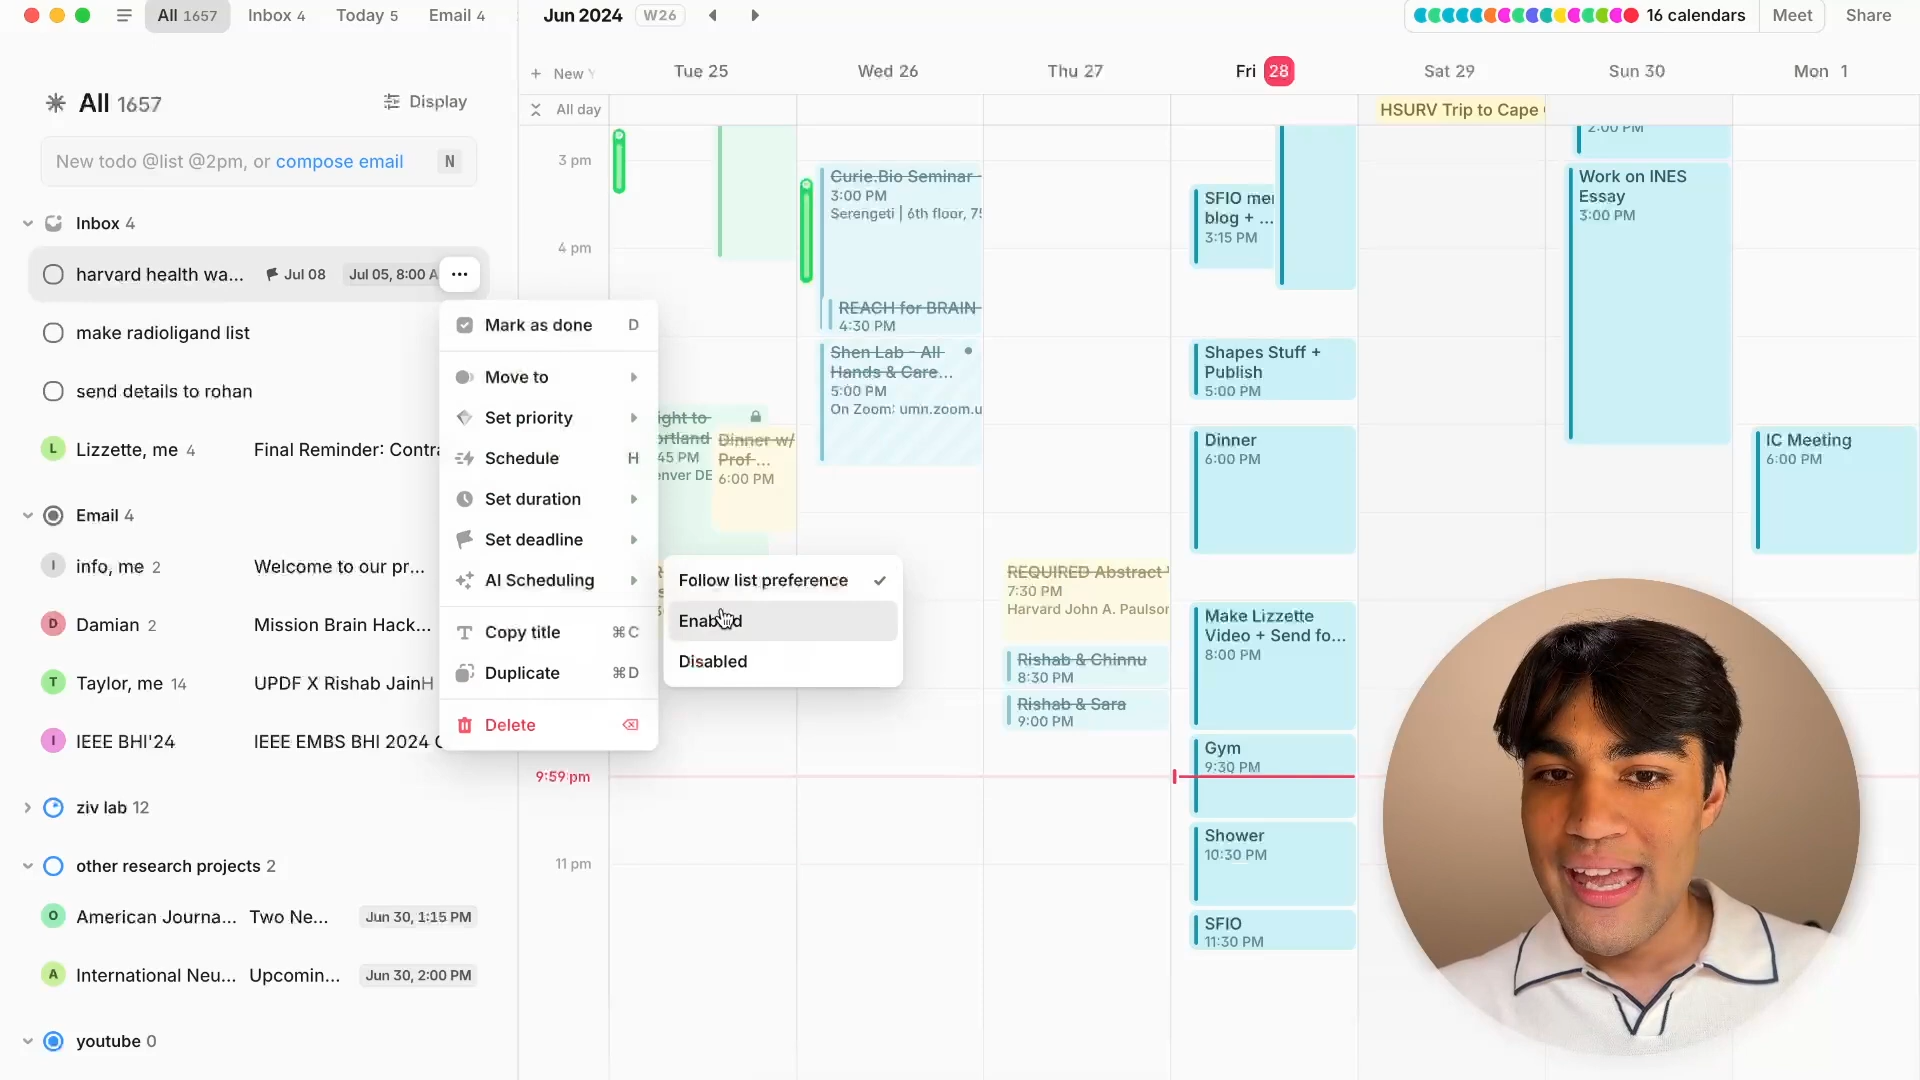 All 1657
Inbox 4
Today 5
Email 4
Jun 2024
W26
16 calendars
Meet
Share
All 1657
Display
New todo @list @2pm, or compose email
N
Inbox 4
harvard health wa...
Jul 08
Jul 05, 8:00 A
make radioligand list
send details to rohan
L
Lizzette, me 4
Final Reminder: Contra
Email 4
I
info, me 2
Welcome to our pr...
D
Damian 2
Mission Brain Hack...
T
Taylor, me 14
UPDF X Rishab JainH
I
IEEE BHI'24
IEEE EMBS BHI 2024
ziv lab 12
other research projects 2
O
American Journa...
Two Ne...
Jun 30, 1:15 PM
A
International Neu...
Upcomin...
Jun 30, 2:00 PM
youtube 0
Mark as done D
Move to
Set priority
Schedule H
Set duration
Set deadline
AI Scheduling
Copy title ⌘C
Duplicate ⌘D
Delete
Follow list preference
Enabled
Disabled
+ New Y
Tue 25
Wed 26
Thu 27
Fri 28
Sat 29
Sun 30
Mon 1
All day
HSURV Trip to Cape
3 pm
4 pm
9:59 pm
11 pm
ight to
rtland
45 PM
enver DE
Dinner w/
Prof ...
6:00 PM
Curie.Bio Seminar
3:00 PM
Serengeti | 6th floor, 75
REACH for BRAIN
4:30 PM
Shen Lab - All
Hands & Care...
5:00 PM
On Zoom: umn.zoom.u
REQUIRED Abstract
7:30 PM
Harvard John A. Paulson
Rishab & Chinnu
8:30 PM
Rishab & Sara
9:00 PM
SFIO mer
blog + ...
3:15 PM
Shapes Stuff +
Publish
5:00 PM
Dinner
6:00 PM
Make Lizzette
Video + Send fo...
8:00 PM
Gym
9:30 PM
Shower
10:30 PM
SFIO
11:30 PM
2:00 PM
Work on INES
Essay
3:00 PM
IC Meeting
6:00 PM